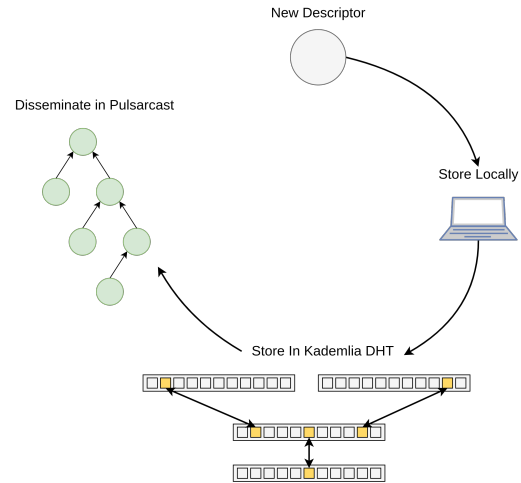 New Descriptor
Disseminate in Pulsarcast
Store Locally
Store In Kademlia DHT